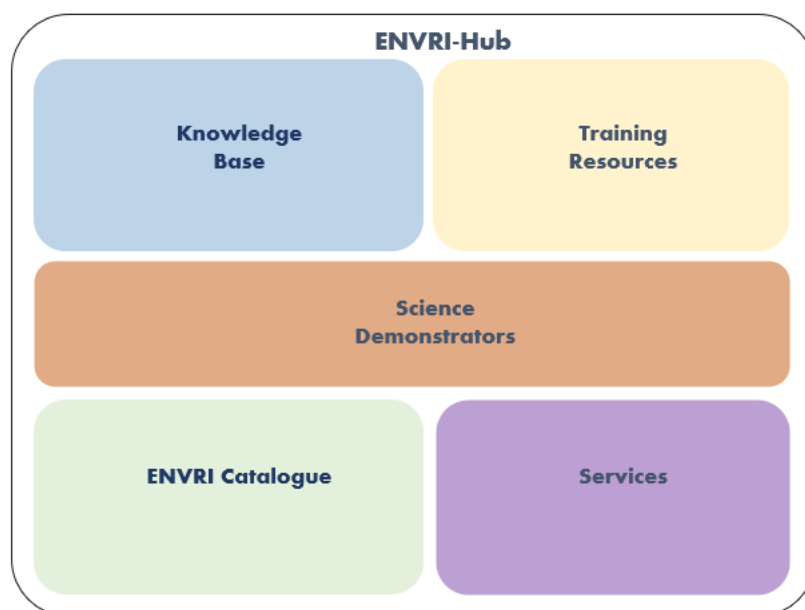 ENVRI-Hub
Knowledge
Base
Training
Resources
Science
Demonstrators
ENVRI Catalogue
Services